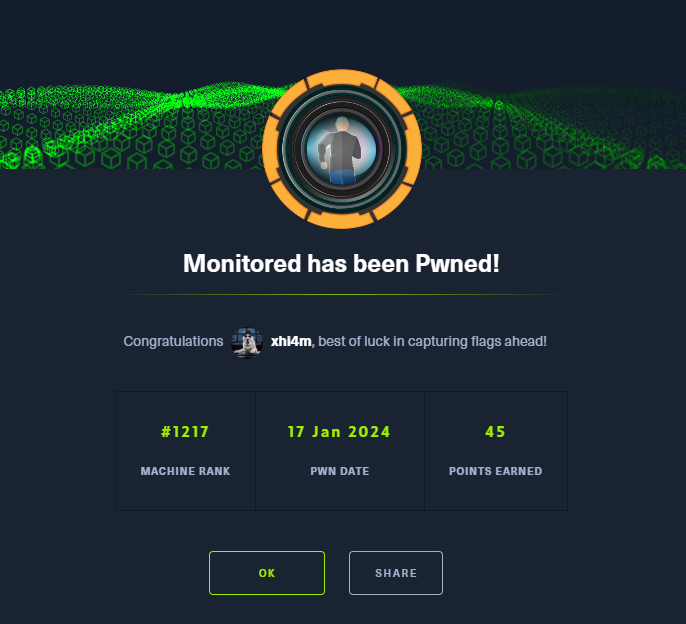 Monitored has been Pwned!
Congratulations xhl4m, best of luck in capturing flags ahead!
#1217 17 Jan 2024 45
MACHINE RANK PWN DATE POINTS EARNED
OK SHARE